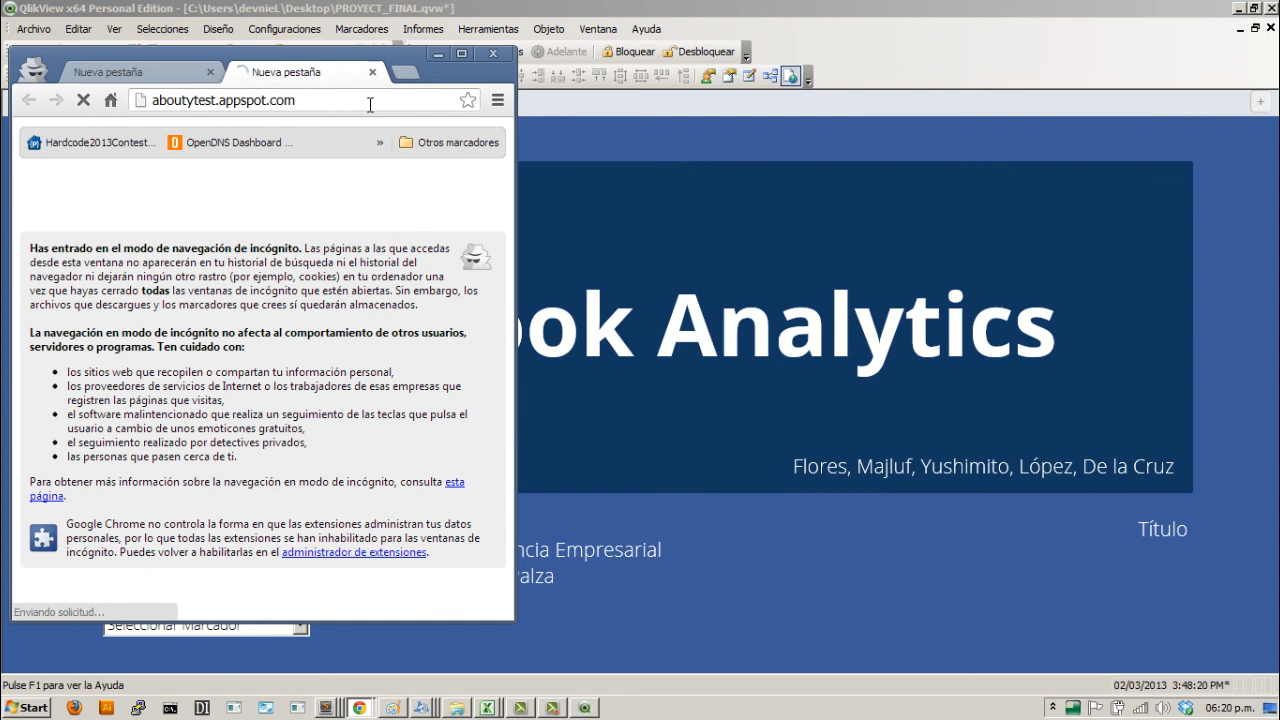 QlikView x64 Personal Edition - [C:\Users\devnieL\Desktop\PROYECT_FINAL.qvw*]
Archivo Editar Ver Selecciones Diseño Configuraciones Marcadores Informes Herramientas Objeto Ventana Ayuda
Adelante Bloquear Desbloquear
Nueva pestaña
Nueva pestaña
aboutytest.appspot.com
Hardcode2013Contest...
OpenDNS Dashboard ...
»
Otros marcadores
Has entrado en el modo de navegación de incógnito. Las páginas a las que accedas
desde esta ventana no aparecerán en tu historial de búsqueda ni el historial del
navegador ni dejarán ningún otro rastro (por ejemplo, cookies) en tu ordenador una
vez que hayas cerrado todas las ventanas de incógnito que estén abiertas. Sin embargo, los
archivos que descargues y los marcadores que crees sí quedarán almacenados.
La navegación en modo de incógnito no afecta al comportamiento de otros usuarios,
servidores o programas. Ten cuidado con:
los sitios web que recopilen o compartan tu información personal,
los proveedores de servicios de Internet o los trabajadores de esas empresas que
registren las páginas que visitas,
el software malintencionado que realiza un seguimiento de las teclas que pulsa el
usuario a cambio de unos emoticones gratuitos,
el seguimiento realizado por detectives privados,
las personas que pasen cerca de ti.
Para obtener más información sobre la navegación en modo de incógnito, consulta esta
página.
Google Chrome no controla la forma en que las extensiones administran tus datos
personales, por lo que todas las extensiones se han inhabilitado para las ventanas de
incógnito. Puedes volver a habilitarlas en el administrador de extensiones.
Enviando solicitud...
ook Analytics
Flores, Majluf, Yushimito, López, De la Cruz
Título
ncia Empresarial
alza
Seleccionar Marcador
Pulse F1 para ver la Ayuda
02/03/2013 3:48:20 PM*
Start
06:20 p.m.